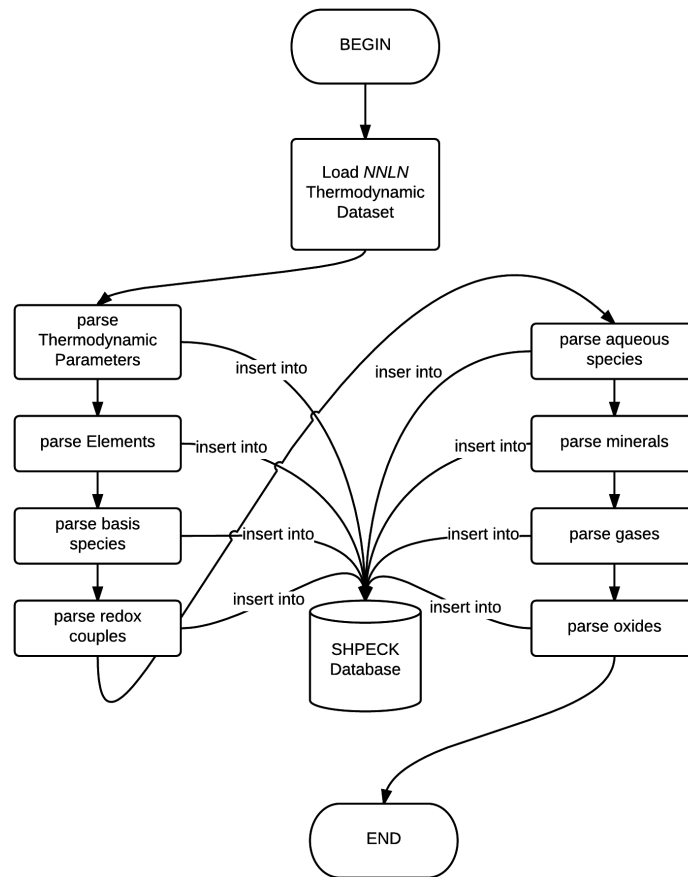 BEGIN
Load NNLN
Thermodynamic
Dataset
parse
Thermodynamic
Parameters
insert into
parse Elements
insert into
parse basis
species
insert into
parse redox
couples
insert into
inser into
parse aqueous
species
insert into
parse minerals
insert into
parse gases
insert into
parse oxides
SHPECK
Database
END